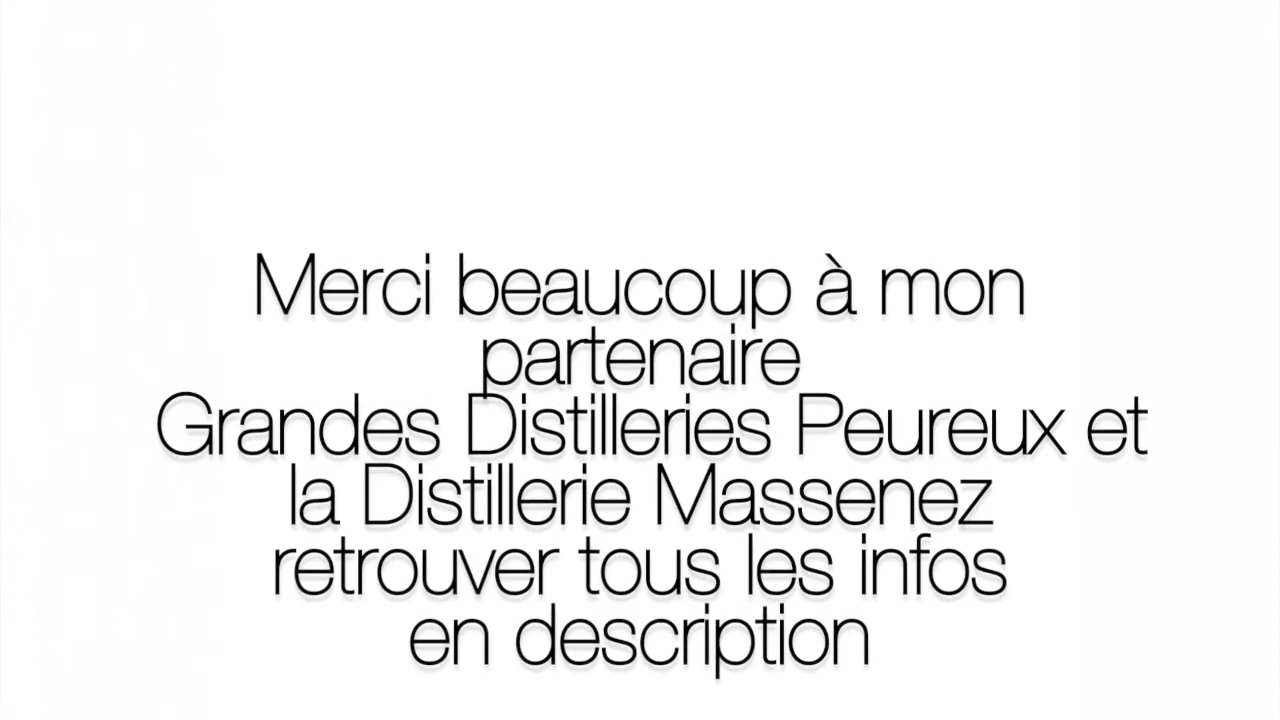 Merci beaucoup à mon
partenaire
Grandes Distilleries Peureux et
la Distillerie Massenez
retrouver tous les infos
en description